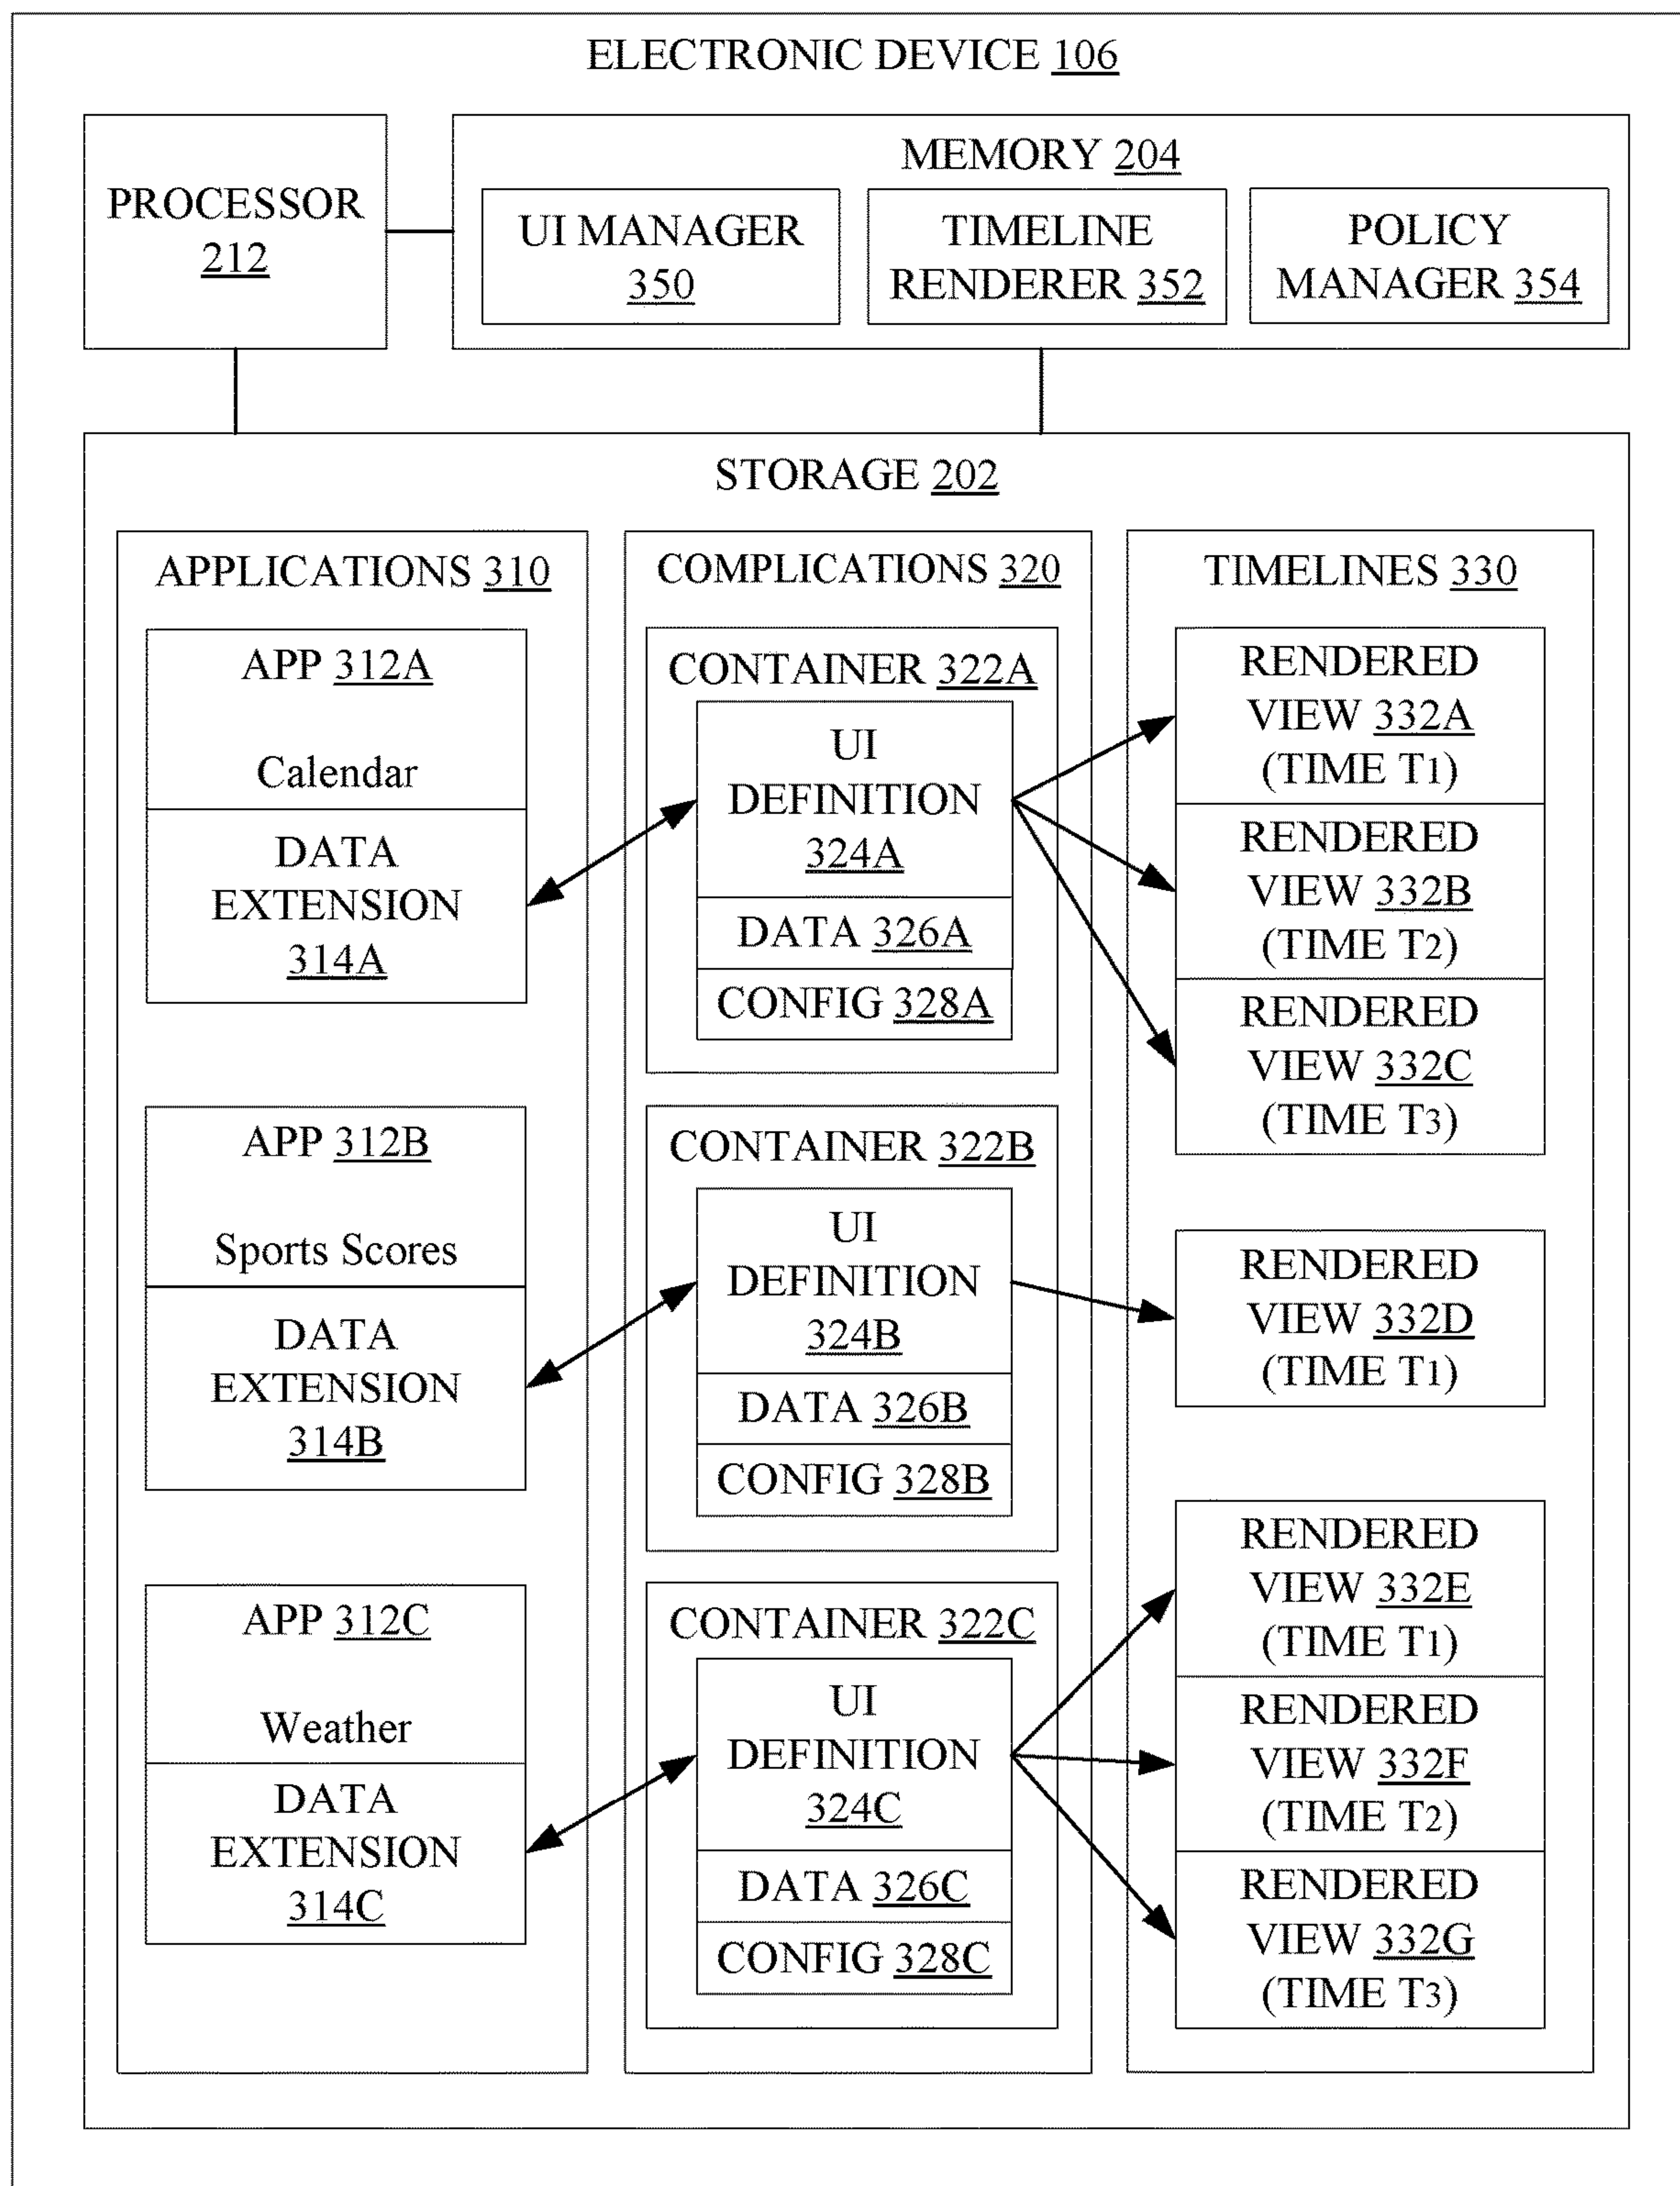 ELECTRONIC DEVICE 106
PROCESSOR
212
MEMORY 204
UI MANAGER
350
TIMELINE
RENDERER 352
POLICY
MANAGER 354
STORAGE 202
APPLICATIONS 310
APP 312A
Calendar
DATA
EXTENSION
314A
APP 312B
Sports Scores
DATA
EXTENSION
314B
APP 312C
Weather
DATA
EXTENSION
314C
COMPLICATIONS 320
CONTAINER 322A
UI
DEFINITION
324A
DATA 326A
CONFIG 328A
CONTAINER 322B
UI
DEFINITION
324B
DATA 326B
CONFIG 328B
CONTAINER 322C
UI
DEFINITION
324C
DATA 326C
CONFIG 328C
TIMELINES 330
RENDERED
VIEW 332A
(TIME T1)
RENDERED
VIEW 332B
(TIME T2)
RENDERED
VIEW 332C
(TIME T3)
RENDERED
VIEW 332D
(TIME T1)
RENDERED
VIEW 332E
(TIME T1)
RENDERED
VIEW 332F
(TIME T2)
RENDERED
VIEW 332G
(TIME T3)